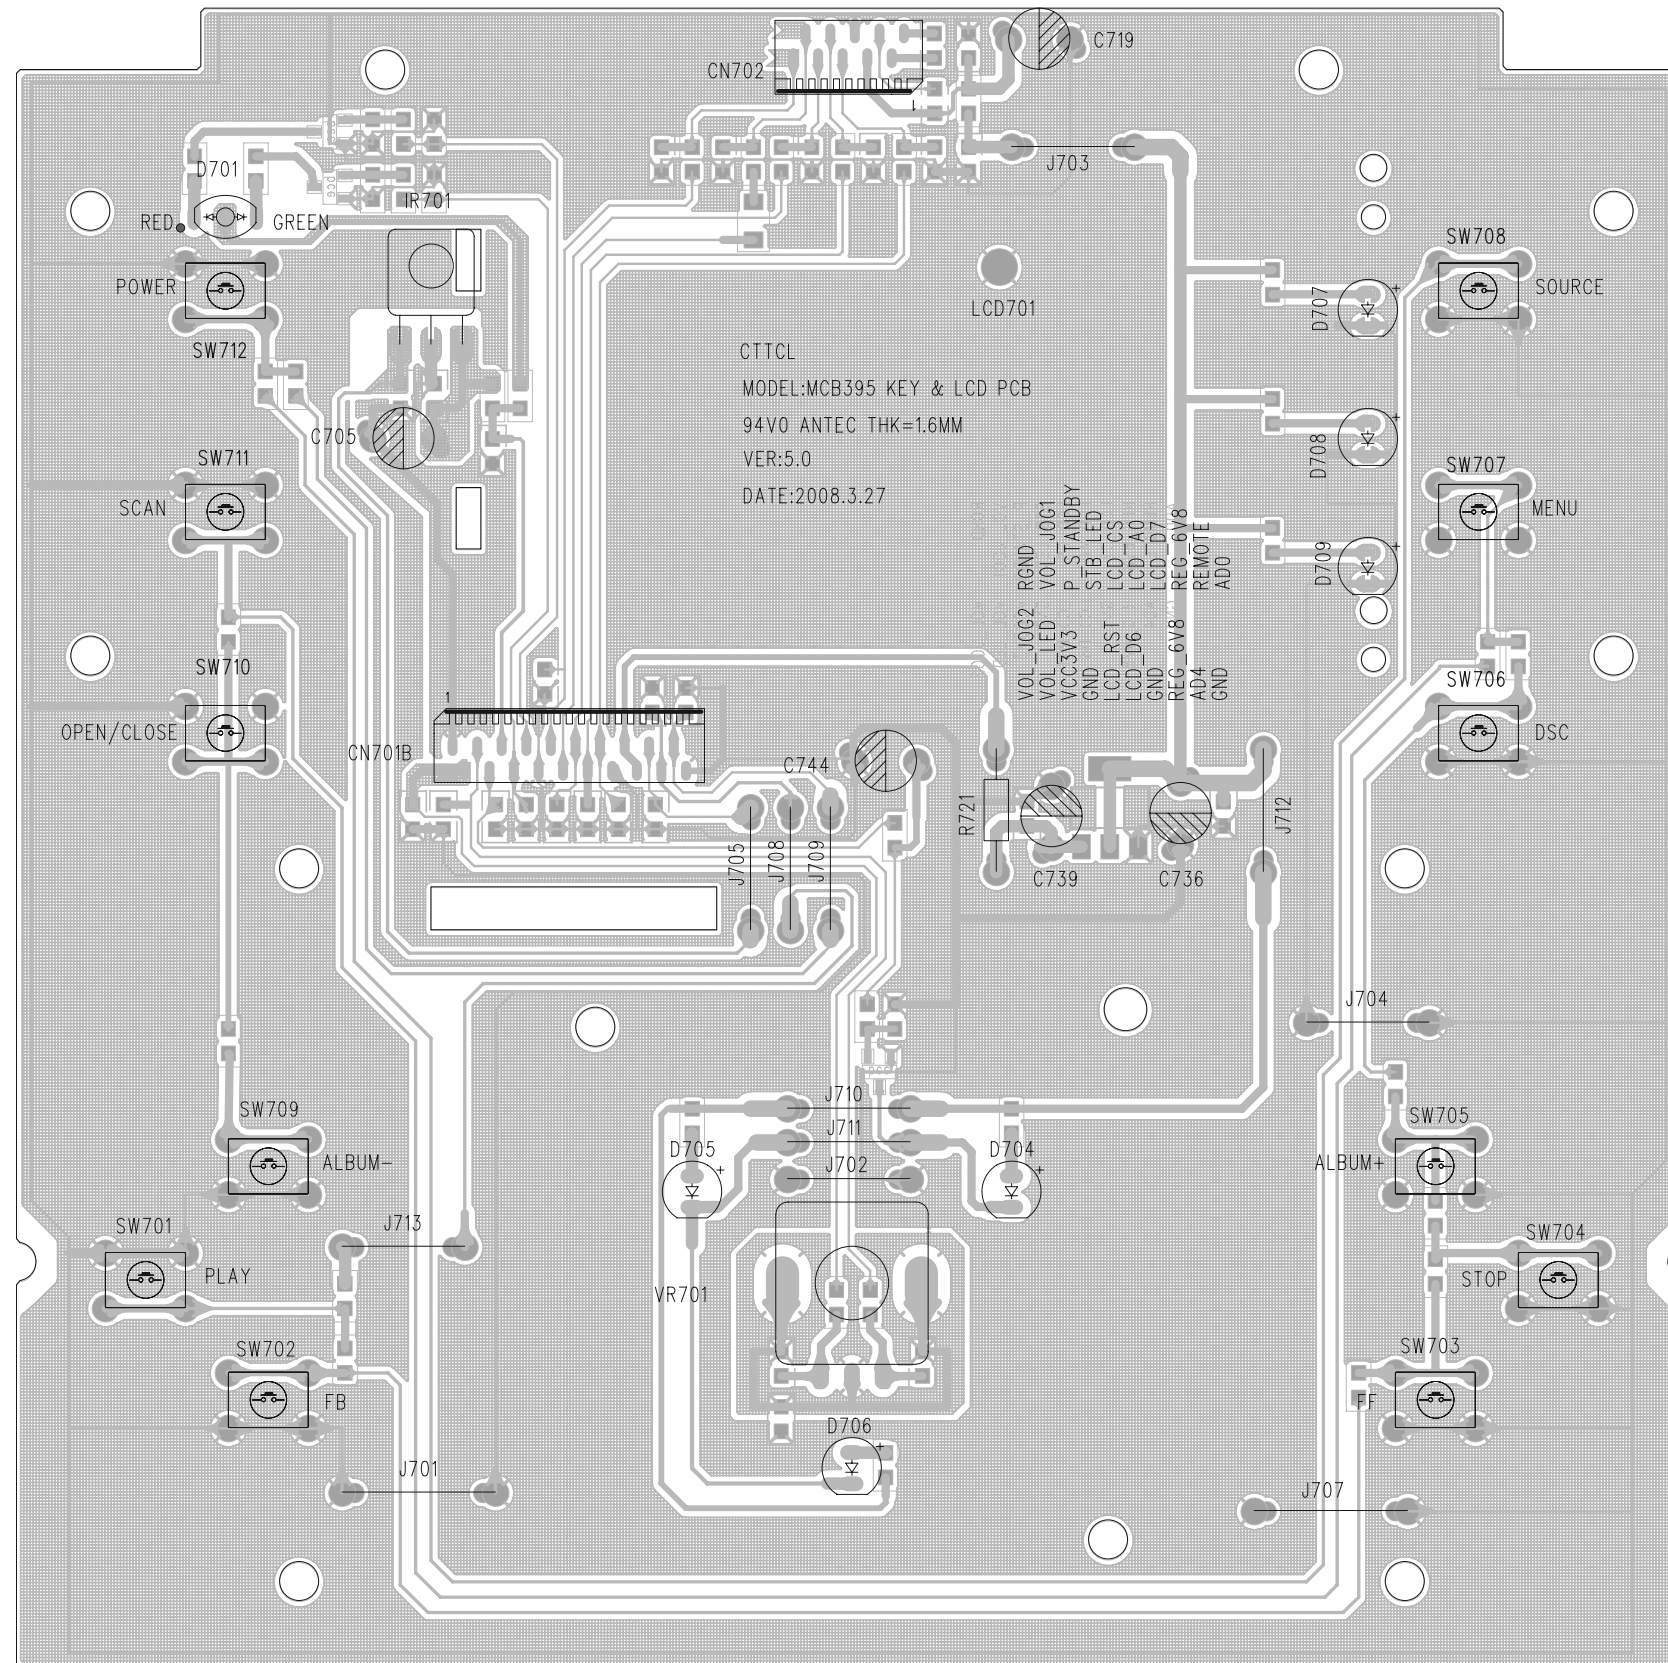 C719
CN702
1
J703
D701
IR701
RED
GREEN
SW708
POWER
SOURCE
D707
LCD701
SW712
CTTCL
MODEL:MCB395 KEY & LCD PCB
94V0 ANTEC THK=1.6MM
VER:5.0
DATE:2008.3.27
C705
D708
SW711
SW707
SCAN
MENU
D709
VOL_JOG2 RGND
VOL_LED VOL_JOG1
VCC3V3 P_STANDBY
GND STB_LED
LCD_RST LCD_CS
LCD_D6 LCD_A0
GND LCD_D7
REG_6V8 REG_6V8
AD4 REMOTE
GND AD0
SW710
SW706
1
OPEN/CLOSE
DSC
CN701B
C744
R721
J712
J705
J708
J709
C739
C736
J704
J710
SW709
SW705
J711
D705
D704
J702
ALBUM-
ALBUM+
SW701
J713
SW704
PLAY
STOP
VR701
SW702
SW703
FB
FF
D706
J701
J707